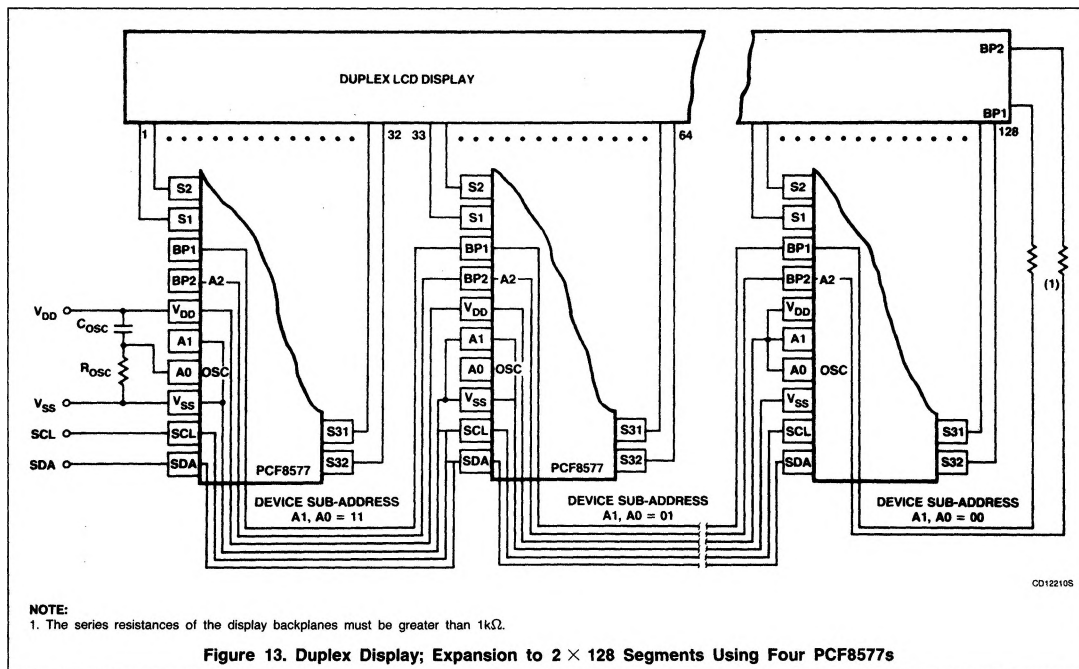 DUPLEX LCD DISPLAY
BP2
BP1
1 32 33 64 128
S2
S1
BP1
BP2 A2
VDD
A1
A0 OSC
VSS
SCL
SDA
S31
S32
PCF8577
VDD
COSC
ROSC
VSS
SCL
SDA
DEVICE SUB-ADDRESS
A1, A0 = 11
S2
S1
BP1
BP2 A2
VDD
A1
A0 OSC
VSS
SCL
SDA
S31
S32
PCF8577
DEVICE SUB-ADDRESS
A1, A0 = 01
S2
S1
BP1
BP2 A2
VDD
A1
A0 OSC
VSS
SCL
SDA
S31
S32
DEVICE SUB-ADDRESS
A1, A0 = 00
(1)
CD12210S
NOTE:
1. The series resistances of the display backplanes must be greater than 1kΩ.
Figure 13. Duplex Display; Expansion to 2 × 128 Segments Using Four PCF8577s